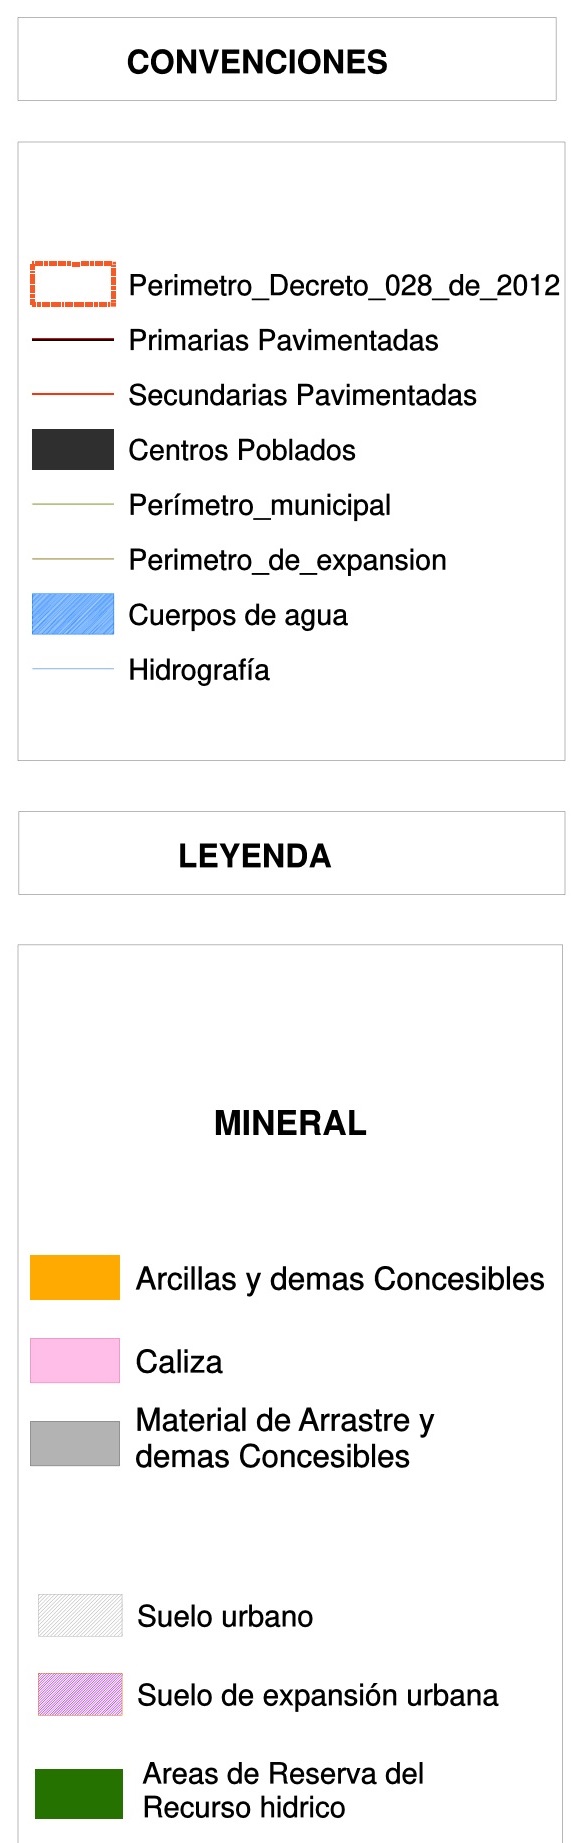 CONVENCIONES
Perimetro_Decreto_028_de_2012
Primarias Pavimentadas
Secundarias Pavimentadas
Centros Poblados
Perímetro_municipal
Perimetro_de_expansion
Cuerpos de agua
Hidrografía
LEYENDA
MINERAL
Arcillas y demas Concesibles
Caliza
Material de Arrastre y
demas Concesibles
Suelo urbano
Suelo de expansión urbana
Areas de Reserva del
Recurso hidrico